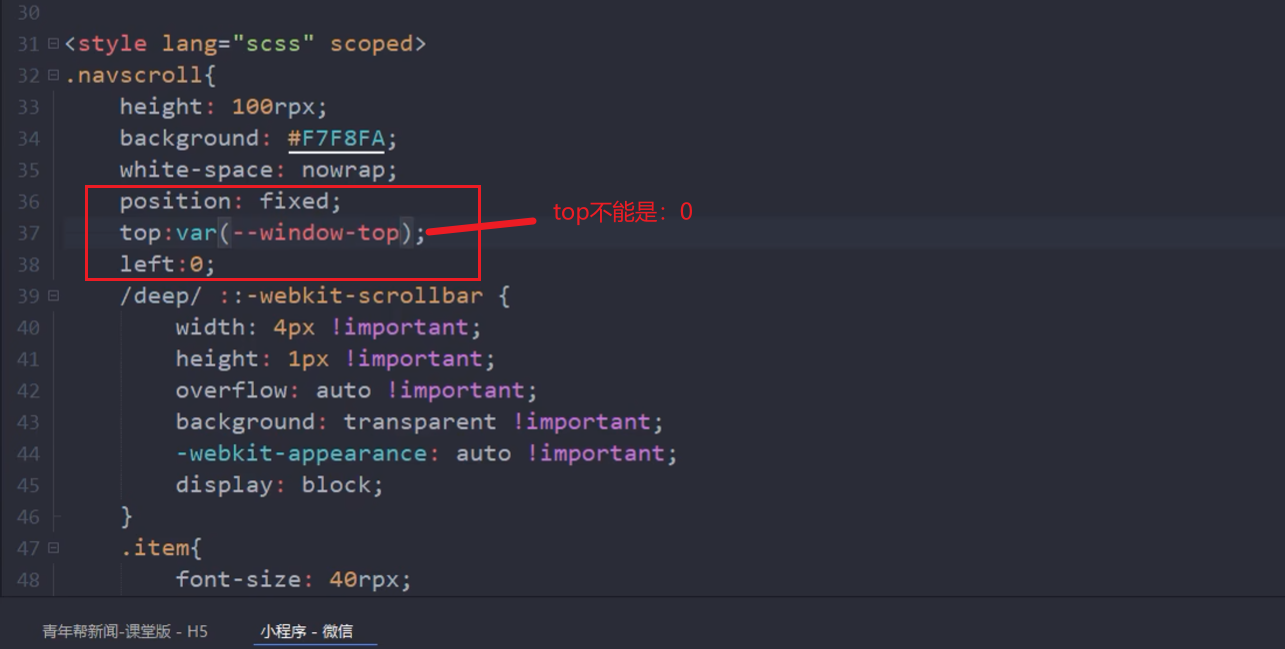 30
31 <style lang="scss" scoped>
32 .navscroll{
33 height: 100rpx;
34 background: #F7F8FA;
35 white-space: nowrap;
36 position: fixed;
37 top:var(--window-top); top不能是：0
38 left:0;
39 /deep/ ::-webkit-scrollbar {
40 width: 4px !important;
41 height: 1px !important;
42 overflow: auto !important;
43 background: transparent !important;
44 -webkit-appearance: auto !important;
45 display: block;
46 }
47 .item{
48 font-size: 40rpx;
青年帮新闻-课堂版 - H5 小程序 - 微信